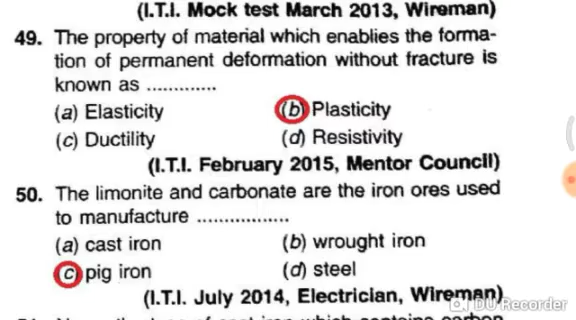 (I.T.I. Mock test March 2013, Wireman)
49. The property of material which enablies the forma-
tion of permanent deformation without fracture is
known as .............
(a) Elasticity (b) Plasticity
(c) Ductility (d) Resistivity
(I.T.I. February 2015, Mentor Council)
50. The limonite and carbonate are the iron ores used
to manufacture .................
(a) cast iron (b) wrought iron
(c) pig iron (d) steel
(I.T.I. July 2014, Electrician, Wireman)
DU Recorder